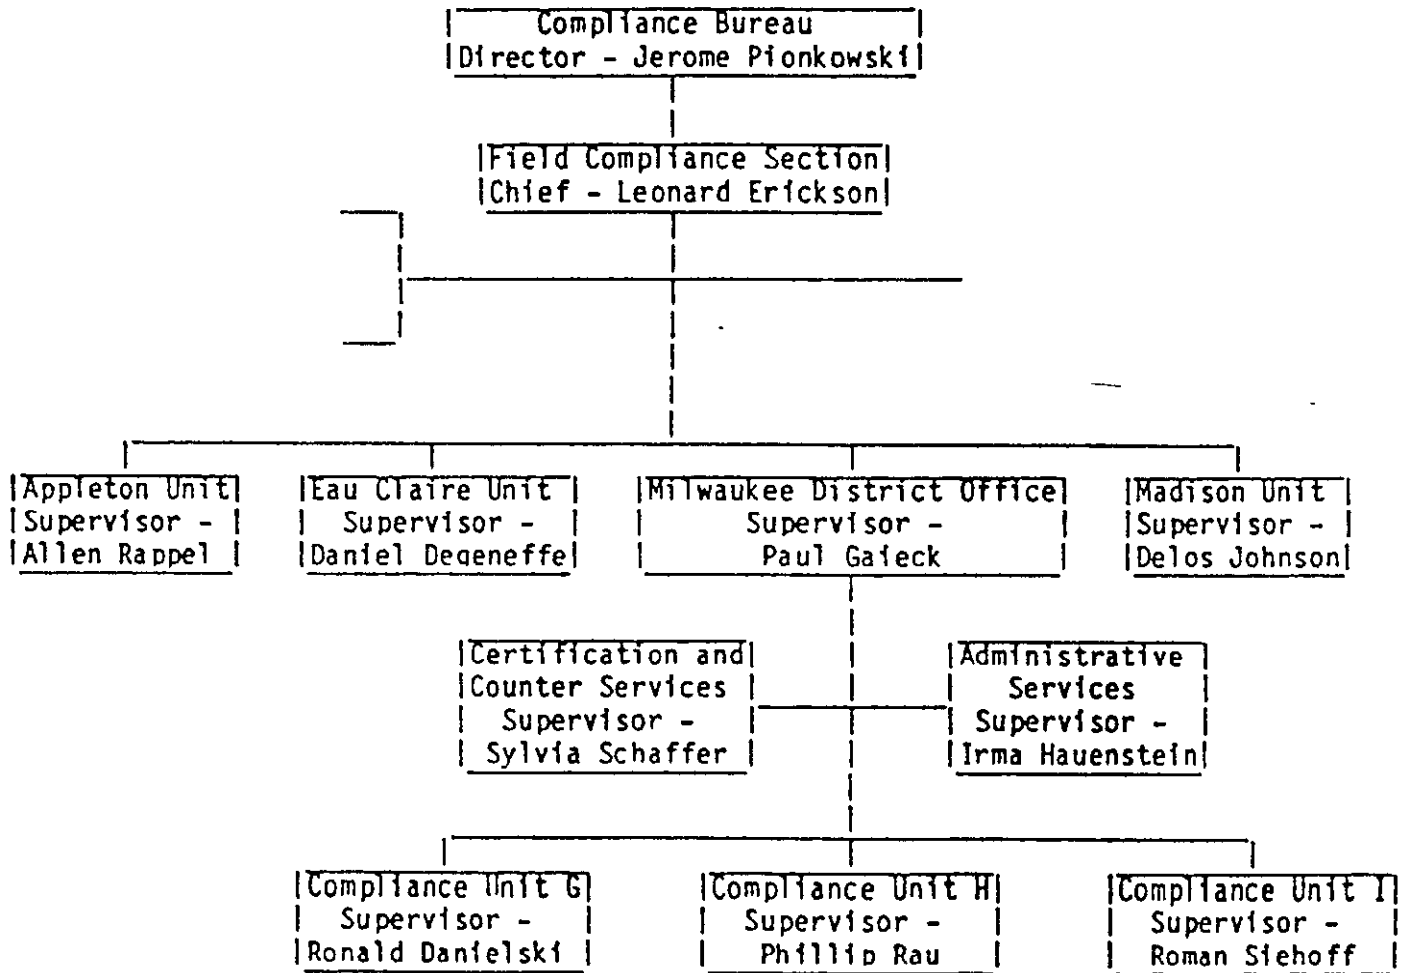 Compliance Bureau
Director - Jerome Pionkowski
Field Compliance Section
Chief - Leonard Erickson
Appleton Unit
Supervisor -
Allen Rappel
Eau Claire Unit
Supervisor -
Daniel Degeneffe
Milwaukee District Office
Supervisor -
Paul Gaieck
Madison Unit
Supervisor -
Delos Johnson
Certification and
Counter Services
Supervisor -
Sylvia Schaffer
Administrative
Services
Supervisor -
Irma Hauenstein
Compliance Unit G
Supervisor -
Ronald Danielski
Compliance Unit H
Supervisor -
Phillip Rau
Compliance Unit I
Supervisor -
Roman Siehoff